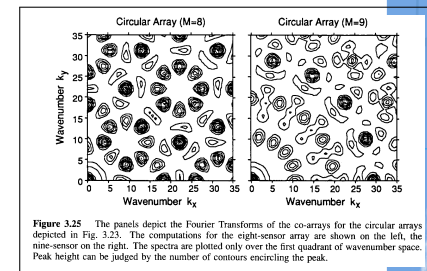 Circular Array (M=8)
Circular Array (M=9)
35
30
25
20
15
10
5
0
Wavenumber ky
0 5 10 15 20 25 30 35
0 5 10 15 20 25 30 35
Wavenumber kx
Wavenumber kx
Figure 3.25 The panels depict the Fourier Transforms of the co-arrays for the circular arrays
depicted in Fig. 3.23. The computations for the eight-sensor array are shown on the left, the
nine-sensor on the right. The spectra are plotted only over the first quadrant of wavenumber space.
Peak height can be judged by the number of contours encircling the peak.